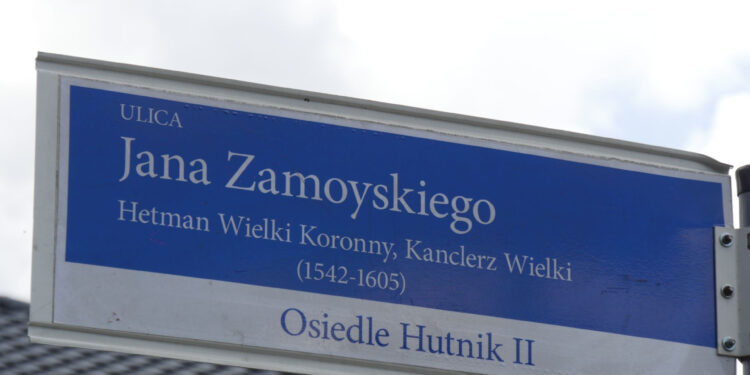 ULICA
Jana Zamoyskiego
Hetman Wielki Koronny, Kanclerz Wielki
(1542-1605)
Osiedle Hutnik II